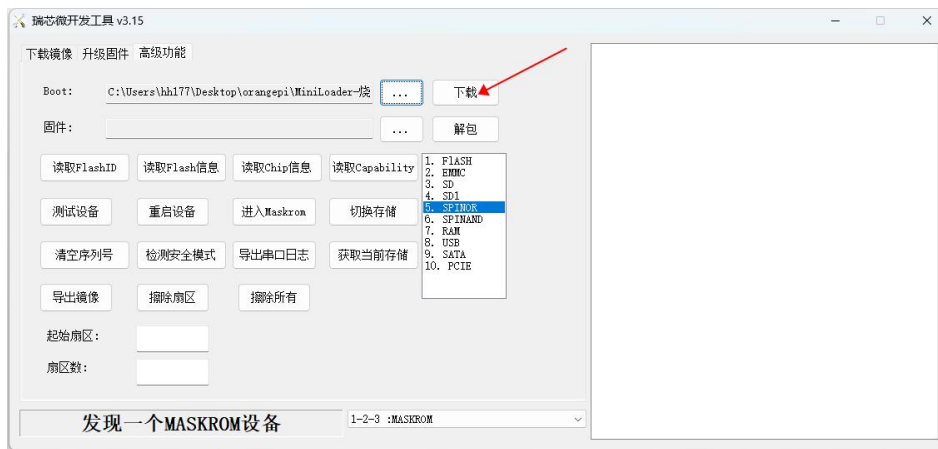 瑞芯微开发工具 v3.15
下载镜像 升级固件 高级功能
Boot: C:\Users\hh177\Desktop\orangepi\MiniLoader-烧 ... 下载
固件: ... 解包
读取FlashID 读取Flash信息 读取Chip信息 读取Capability
测试设备 重启设备 进入Maskrom 切换存储
清空序列号 检测安全模式 导出串口日志 获取当前存储
导出镜像 擦除扇区 擦除所有
1. FlASH
2. EMMC
3. SD
4. SD1
5. SPINOR
6. SPINAND
7. RAM
8. USB
9. SATA
10. PCIE
起始扇区:
扇区数:
发现一个MASKROM设备 1-2-3 :MASKROM